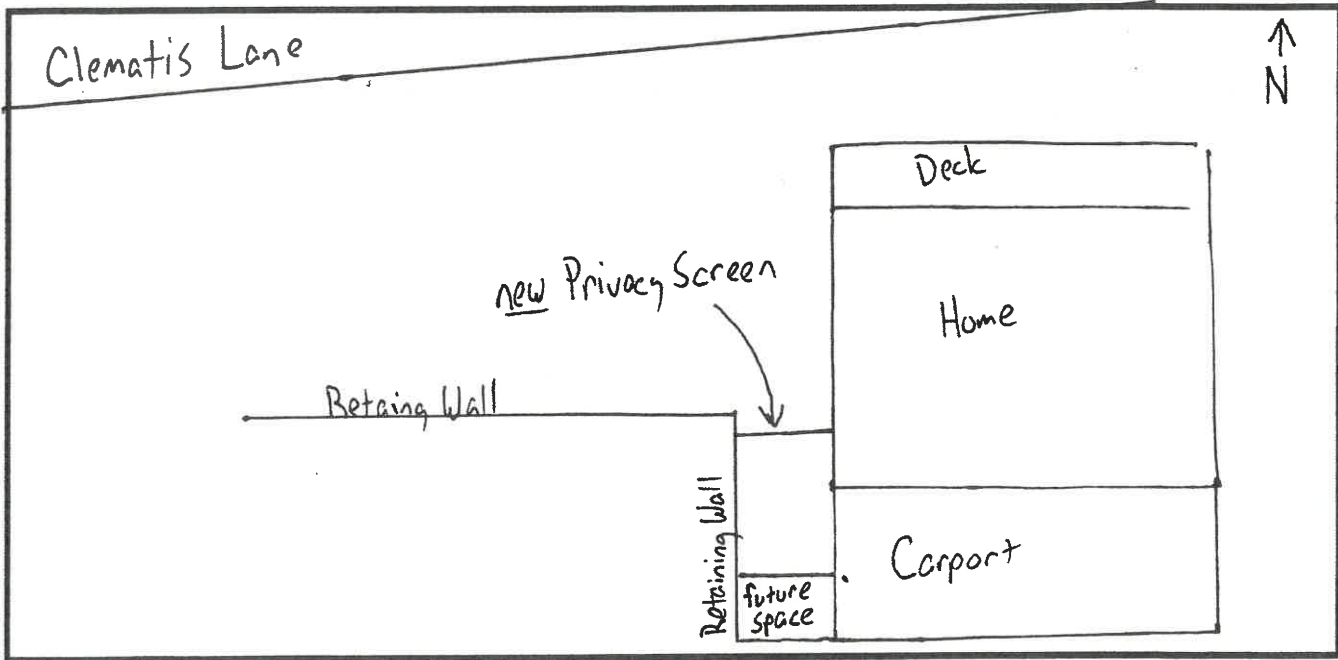 Clematis Lane
N
Deck
new Privacy Screen
Home
Retaing Wall
Retaining Wall
Carport
future
space